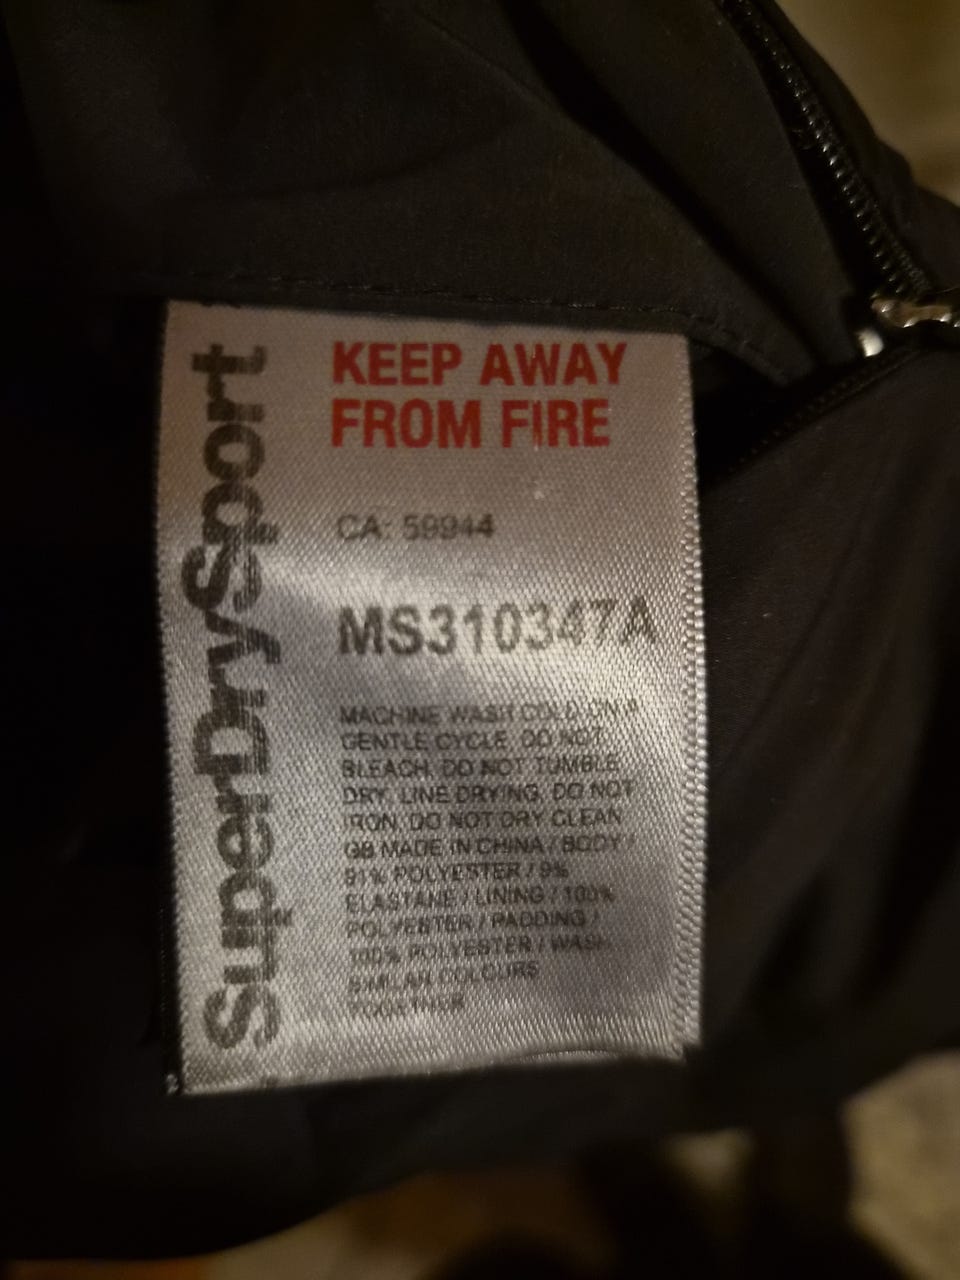 SuperDrySport
KEEP AWAY
FROM FIRE
CA: 59944
MS310347A
MACHINE WASH COLD ON A
GENTLE CYCLE. DO NOT
BLEACH. DO NOT TUMBLE
DRY. LINE DRYING. DO NOT
IRON. DO NOT DRY CLEAN
GB MADE IN CHINA / BODY /
91% POLYESTER / 9%
ELASTANE / LINING / 100%
POLYESTER / PADDING /
100% POLYESTER / WASH
SIMILAR COLOURS
TOGETHER